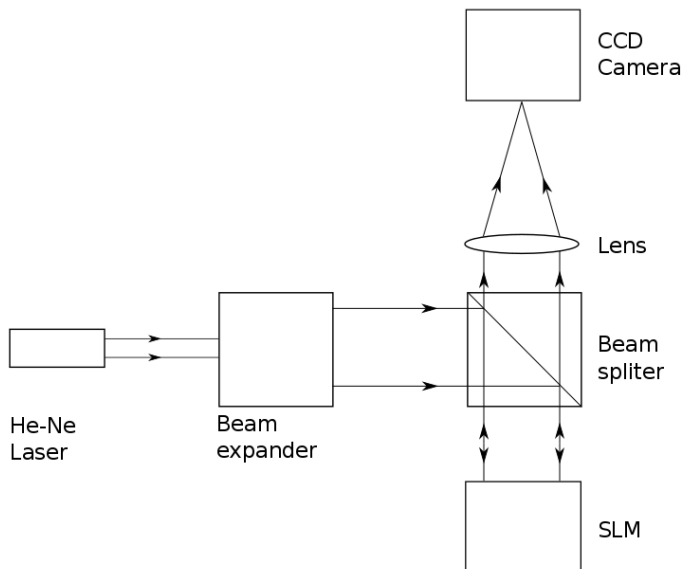 CCD
Camera
Lens
Beam
spliter
He-Ne
Laser
Beam
expander
SLM